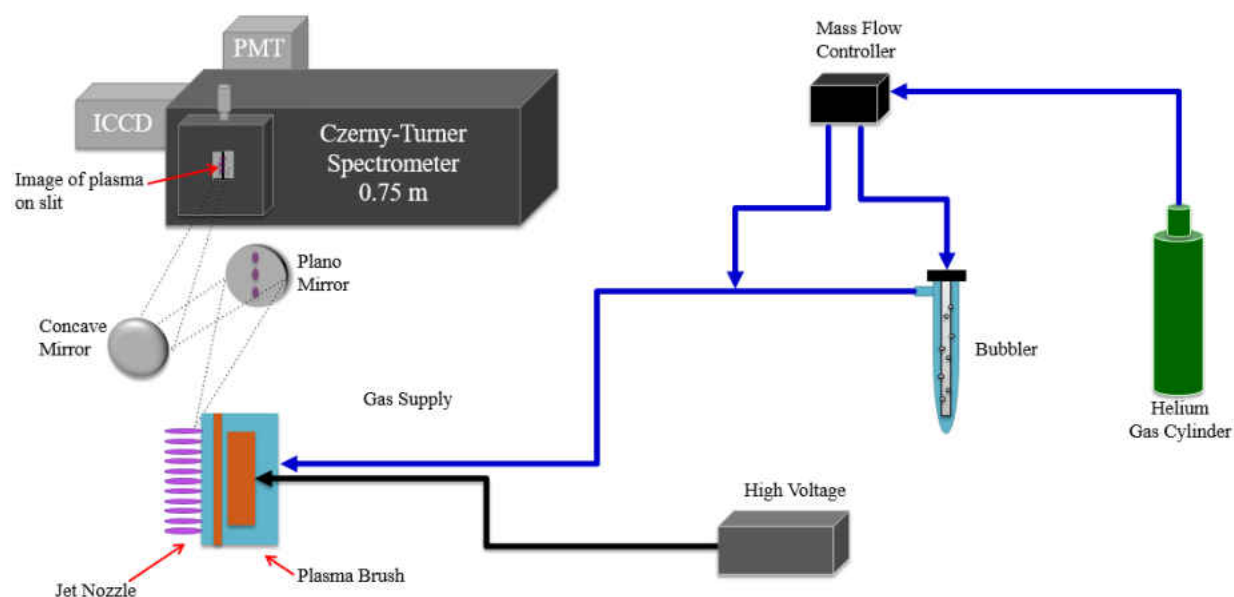 PMT
ICCD
Czerny-Turner
Spectrometer
0.75 m
Image of plasma
on slit
Plano
Mirror
Concave
Mirror
Mass Flow
Controller
Bubbler
Helium
Gas Cylinder
Gas Supply
High Voltage
Jet Nozzle
Plasma Brush